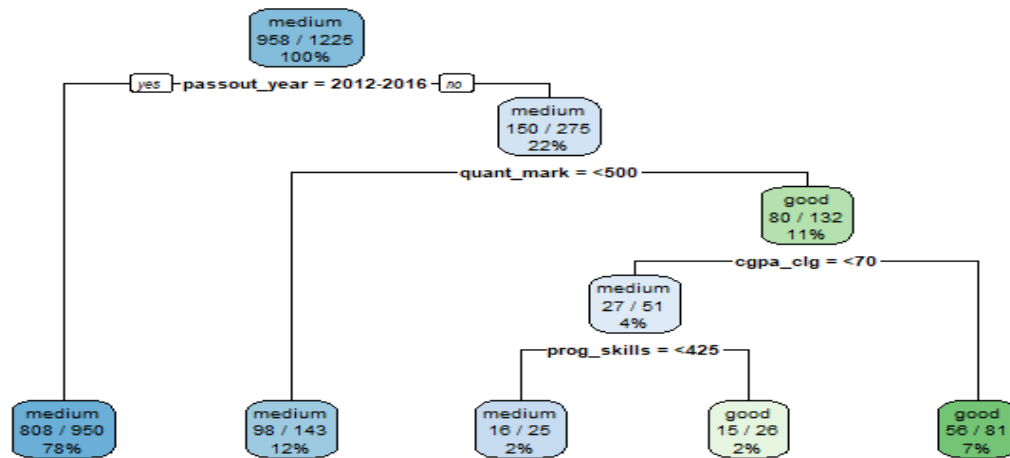 medium
958 / 1225
100%
yes passout_year = 2012-2016 no
medium
150 / 275
22%
quant_mark = <500
good
80 / 132
11%
cgpa_clg = <70
medium
27 / 51
4%
prog_skills = <425
medium
808 / 950
78%
medium
98 / 143
12%
medium
16 / 25
2%
good
15 / 26
2%
good
56 / 81
7%